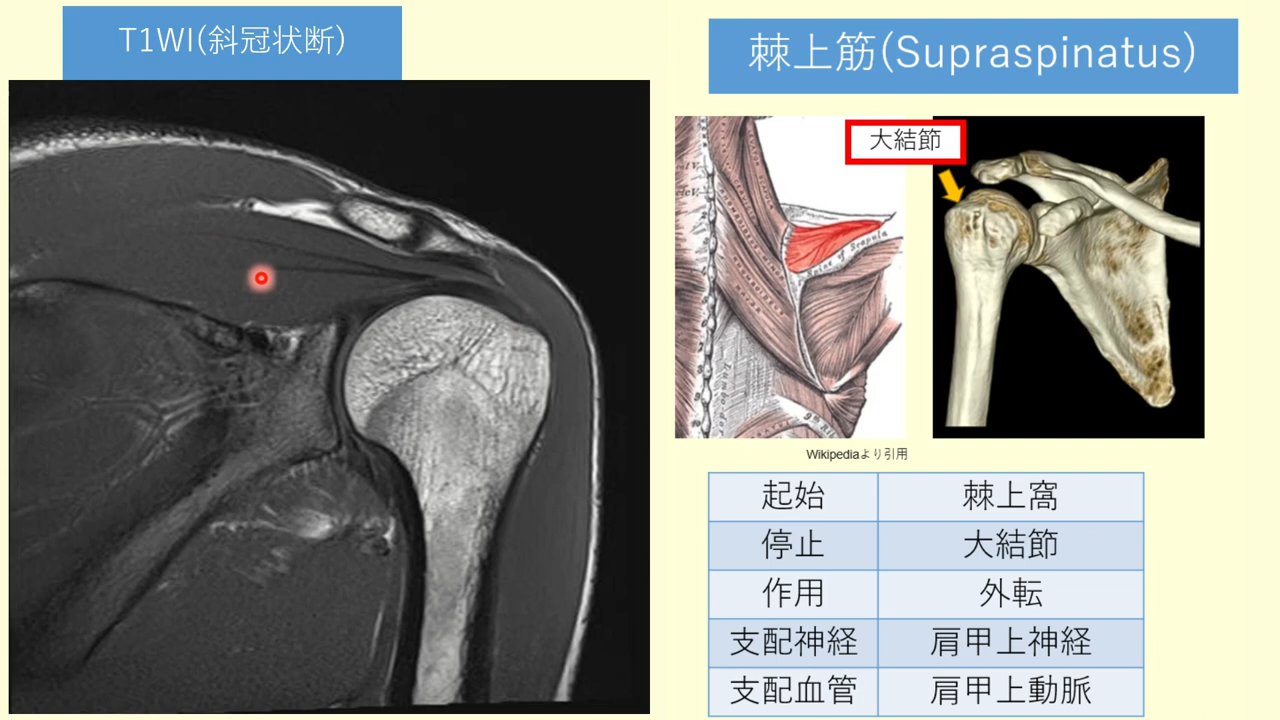 T1WI(斜冠状断)
棘上筋(Supraspinatus)
大結節
Spine of Scapula
Wikipediaより引用
起始 棘上窩
停止 大結節
作用 外転
支配神経 肩甲上神経
支配血管 肩甲上動脈